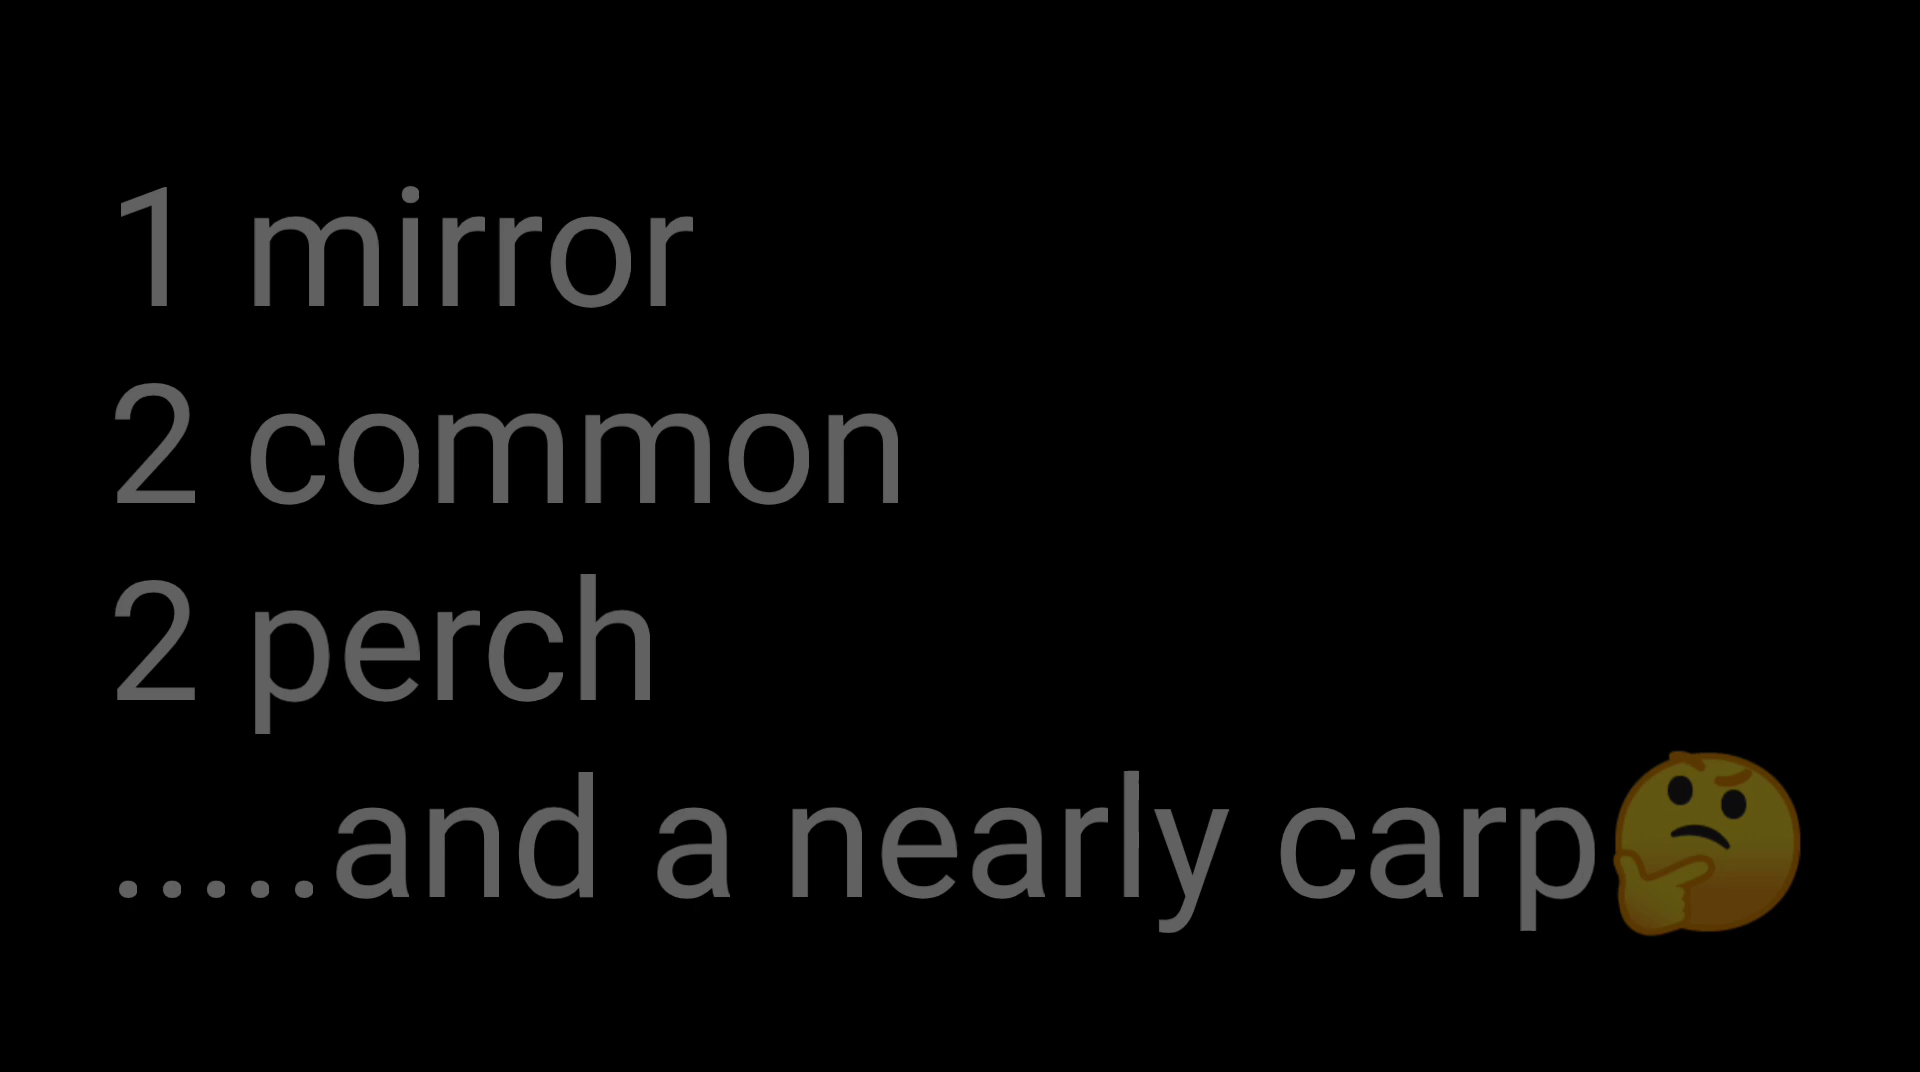 1 mirror
2 common
2 perch
.....and a nearly carp🤔